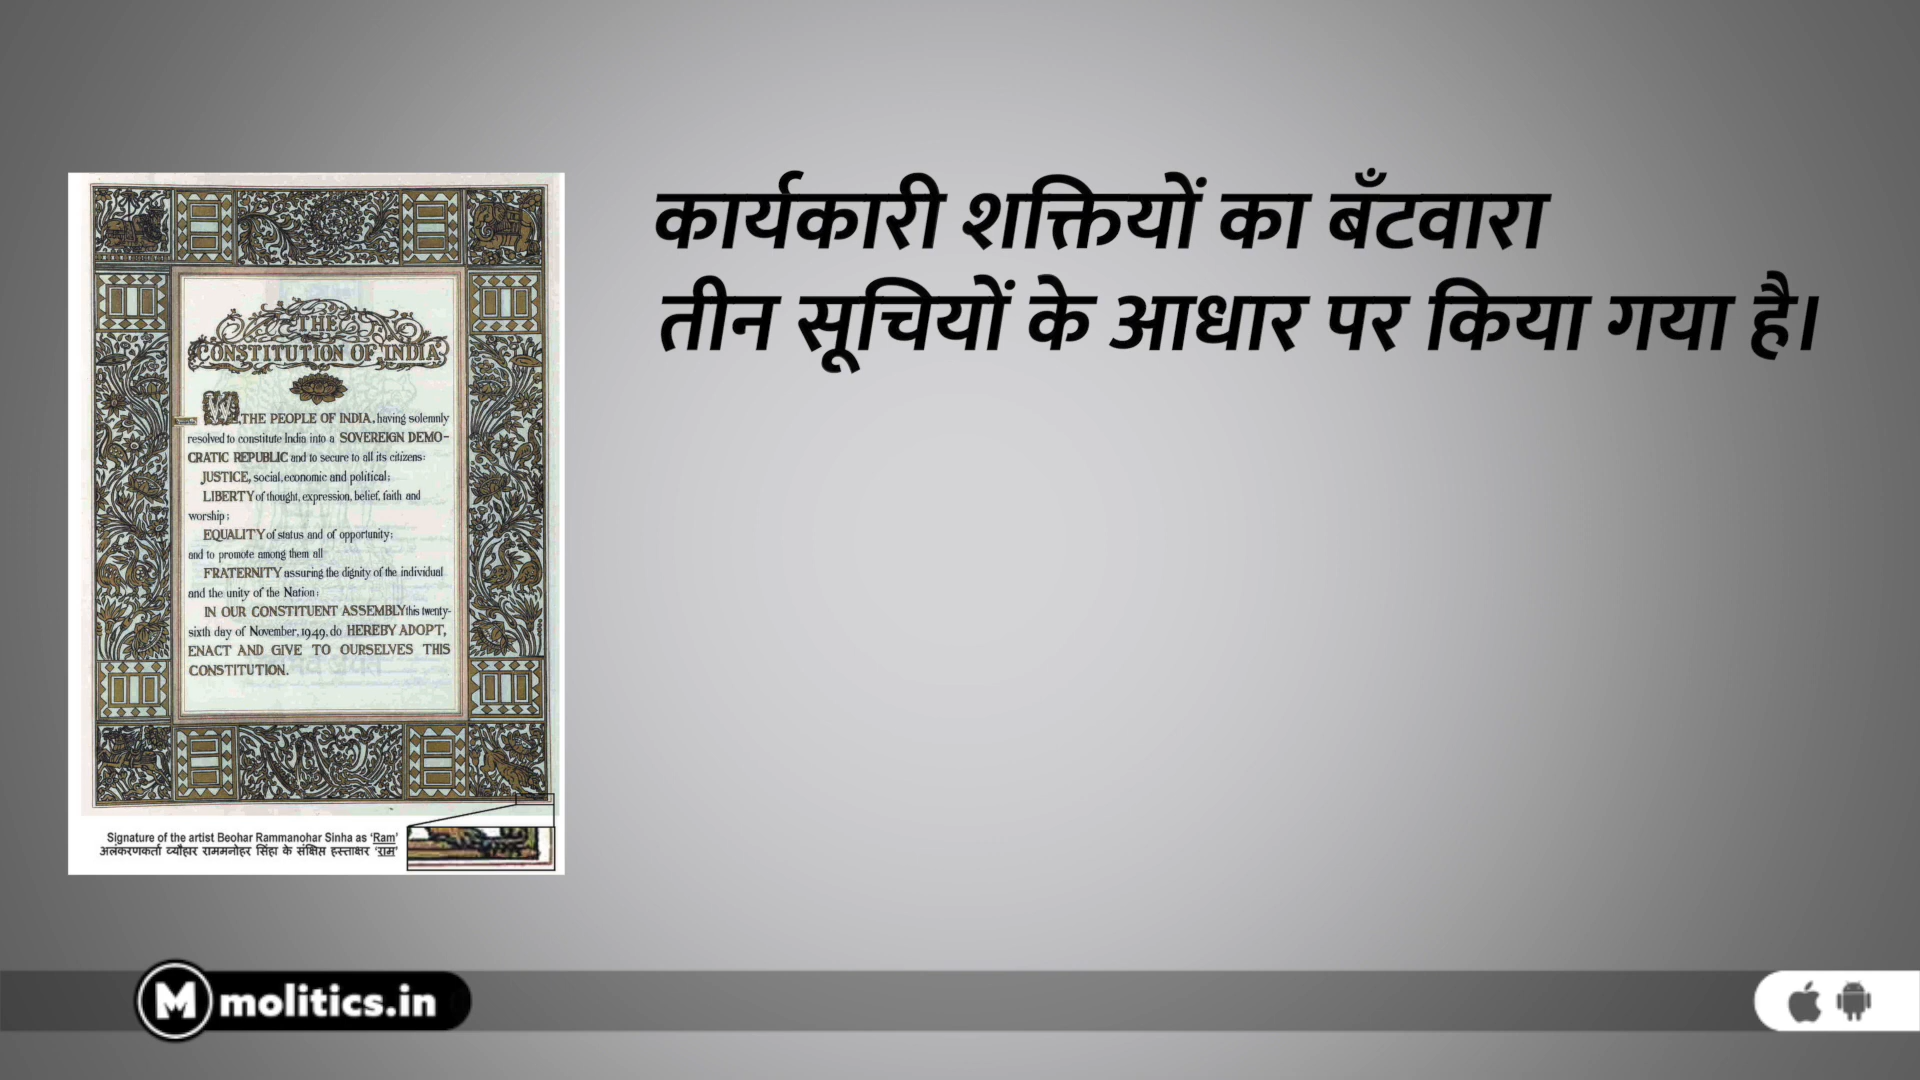 THE
CONSTITUTION OF INDIA
WE, THE PEOPLE OF INDIA, having solemnly
resolved to constitute India into a SOVEREIGN DEMO-
CRATIC REPUBLIC and to secure to all its citizens:
JUSTICE, social, economic and political;
LIBERTY of thought, expression, belief, faith and
worship;
EQUALITY of status and of opportunity;
and to promote among them all
FRATERNITY assuring the dignity of the individual
and the unity of the Nation;
IN OUR CONSTITUENT ASSEMBLY this twenty-
sixth day of November, 1949, do HEREBY ADOPT,
ENACT AND GIVE TO OURSELVES THIS
CONSTITUTION.
Signature of the artist Beohar Rammanohar Sinha as ‘Ram’
अलंकरणकर्ता ब्यौहार राममनोहर सिंहा के संक्षिप्त हस्ताक्षर ‘राम’
कार्यकारी शक्तियों का बँटवारा
तीन सूचियों के आधार पर किया गया है।
M molitics.in